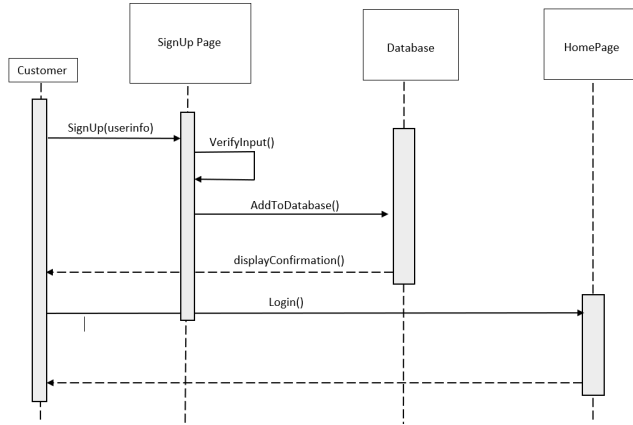 SignUp Page
Database
HomePage
Customer
SignUp(userinfo)
VerifyInput()
AddToDatabase()
displayConfirmation()
Login()